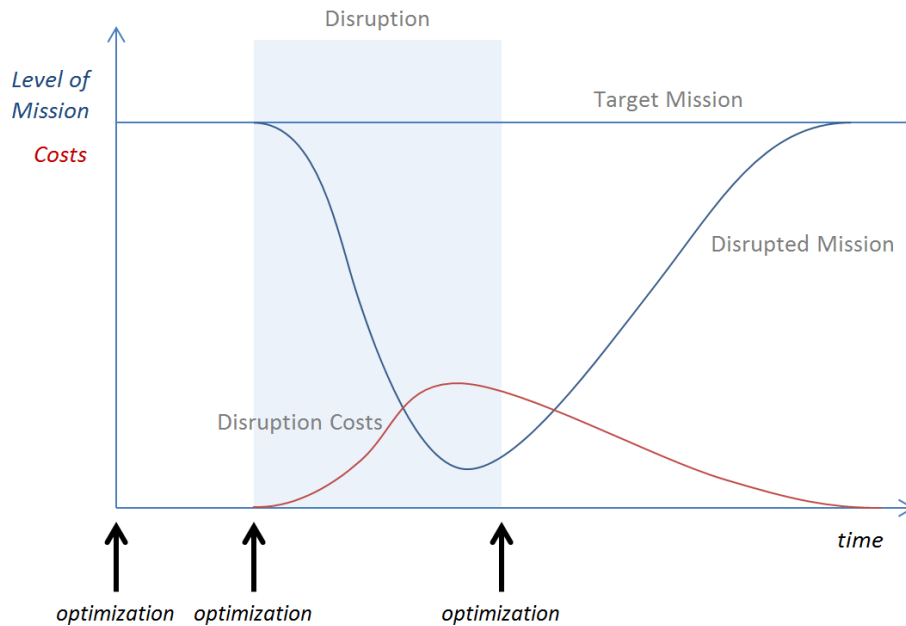 Disruption
Level of
Mission
Costs
Target Mission
Disrupted Mission
Disruption Costs
time
optimization
optimization
optimization